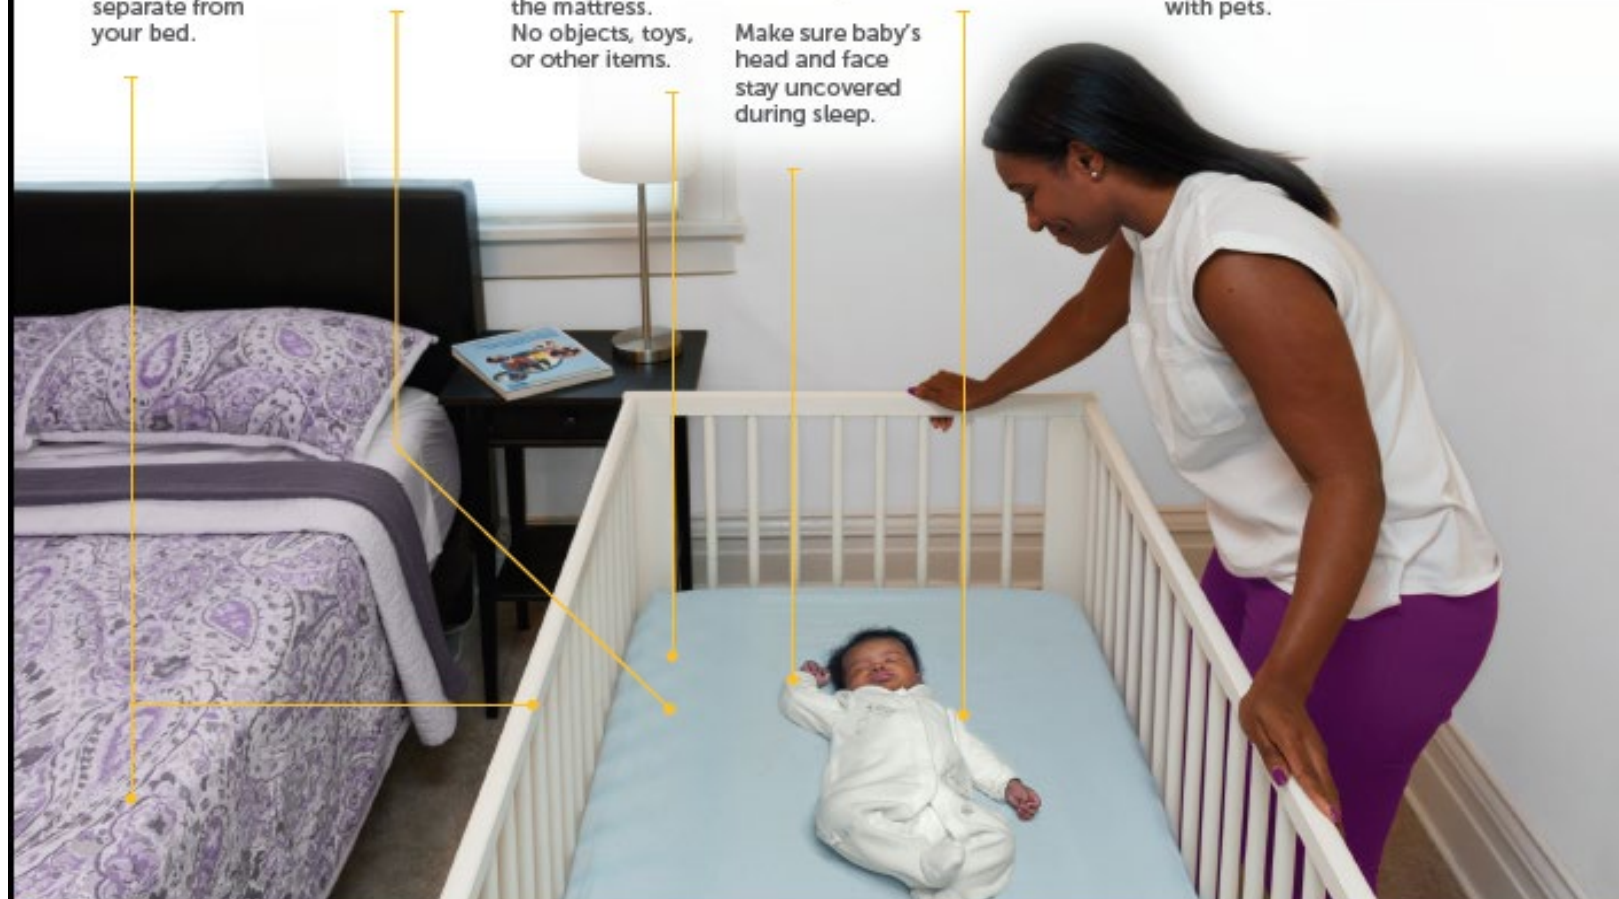 separate from
your bed.
the mattress.
No objects, toys,
or other items.
Make sure baby's
head and face
stay uncovered
during sleep.
with pets.